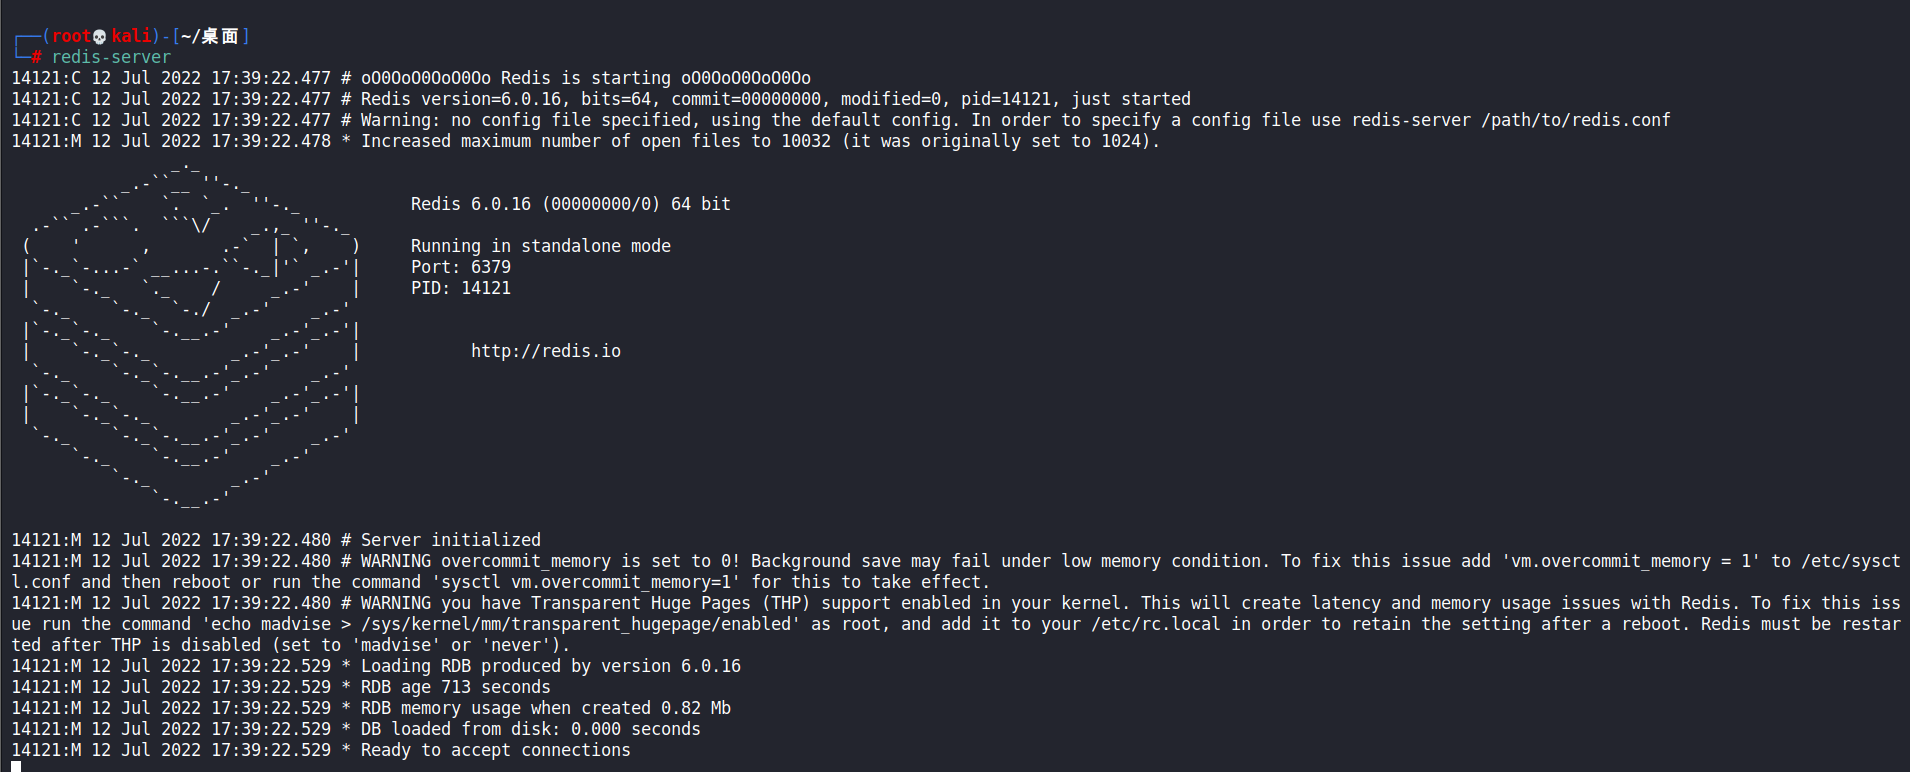 ┌──(root💀kali)-[~/桌面]
└─# redis-server
14121:C 12 Jul 2022 17:39:22.477 # oO0OoO0OoO0Oo Redis is starting oO0OoO0OoO0Oo
14121:C 12 Jul 2022 17:39:22.477 # Redis version=6.0.16, bits=64, commit=00000000, modified=0, pid=14121, just started
14121:C 12 Jul 2022 17:39:22.477 # Warning: no config file specified, using the default config. In order to specify a config file use redis-server /path/to/redis.conf
14121:M 12 Jul 2022 17:39:22.478 * Increased maximum number of open files to 10032 (it was originally set to 1024).
Redis 6.0.16 (00000000/0) 64 bit
Running in standalone mode
Port: 6379
PID: 14121
http://redis.io
14121:M 12 Jul 2022 17:39:22.480 # Server initialized
14121:M 12 Jul 2022 17:39:22.480 # WARNING overcommit_memory is set to 0! Background save may fail under low memory condition. To fix this issue add 'vm.overcommit_memory = 1' to /etc/sysct
l.conf and then reboot or run the command 'sysctl vm.overcommit_memory=1' for this to take effect.
14121:M 12 Jul 2022 17:39:22.480 # WARNING you have Transparent Huge Pages (THP) support enabled in your kernel. This will create latency and memory usage issues with Redis. To fix this iss
ue run the command 'echo madvise > /sys/kernel/mm/transparent_hugepage/enabled' as root, and add it to your /etc/rc.local in order to retain the setting after a reboot. Redis must be restar
ted after THP is disabled (set to 'madvise' or 'never').
14121:M 12 Jul 2022 17:39:22.529 * Loading RDB produced by version 6.0.16
14121:M 12 Jul 2022 17:39:22.529 * RDB age 713 seconds
14121:M 12 Jul 2022 17:39:22.529 * RDB memory usage when created 0.82 Mb
14121:M 12 Jul 2022 17:39:22.529 * DB loaded from disk: 0.000 seconds
14121:M 12 Jul 2022 17:39:22.529 * Ready to accept connections